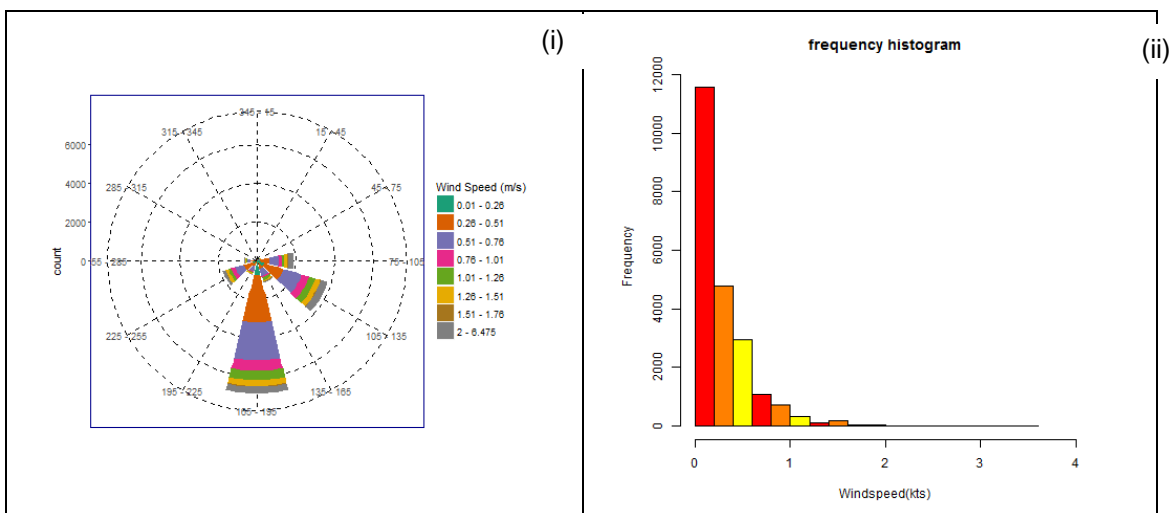 (i)
345 - 15
315 - 345
15 - 45
6000
4000
285 - 315
45 - 75
2000
0
255 - 285
75 - 105
count
225 - 255
105 - 135
195 - 225
135 - 165
165 - 195
Wind Speed (m/s)
0.01 - 0.26
0.26 - 0.51
0.51 - 0.76
0.76 - 1.01
1.01 - 1.26
1.26 - 1.51
1.51 - 1.76
2 - 6.475
(ii)
frequency histogram
Frequency
12000
10000
8000
6000
4000
2000
0
0 1 2 3 4
Windspeed(kts)